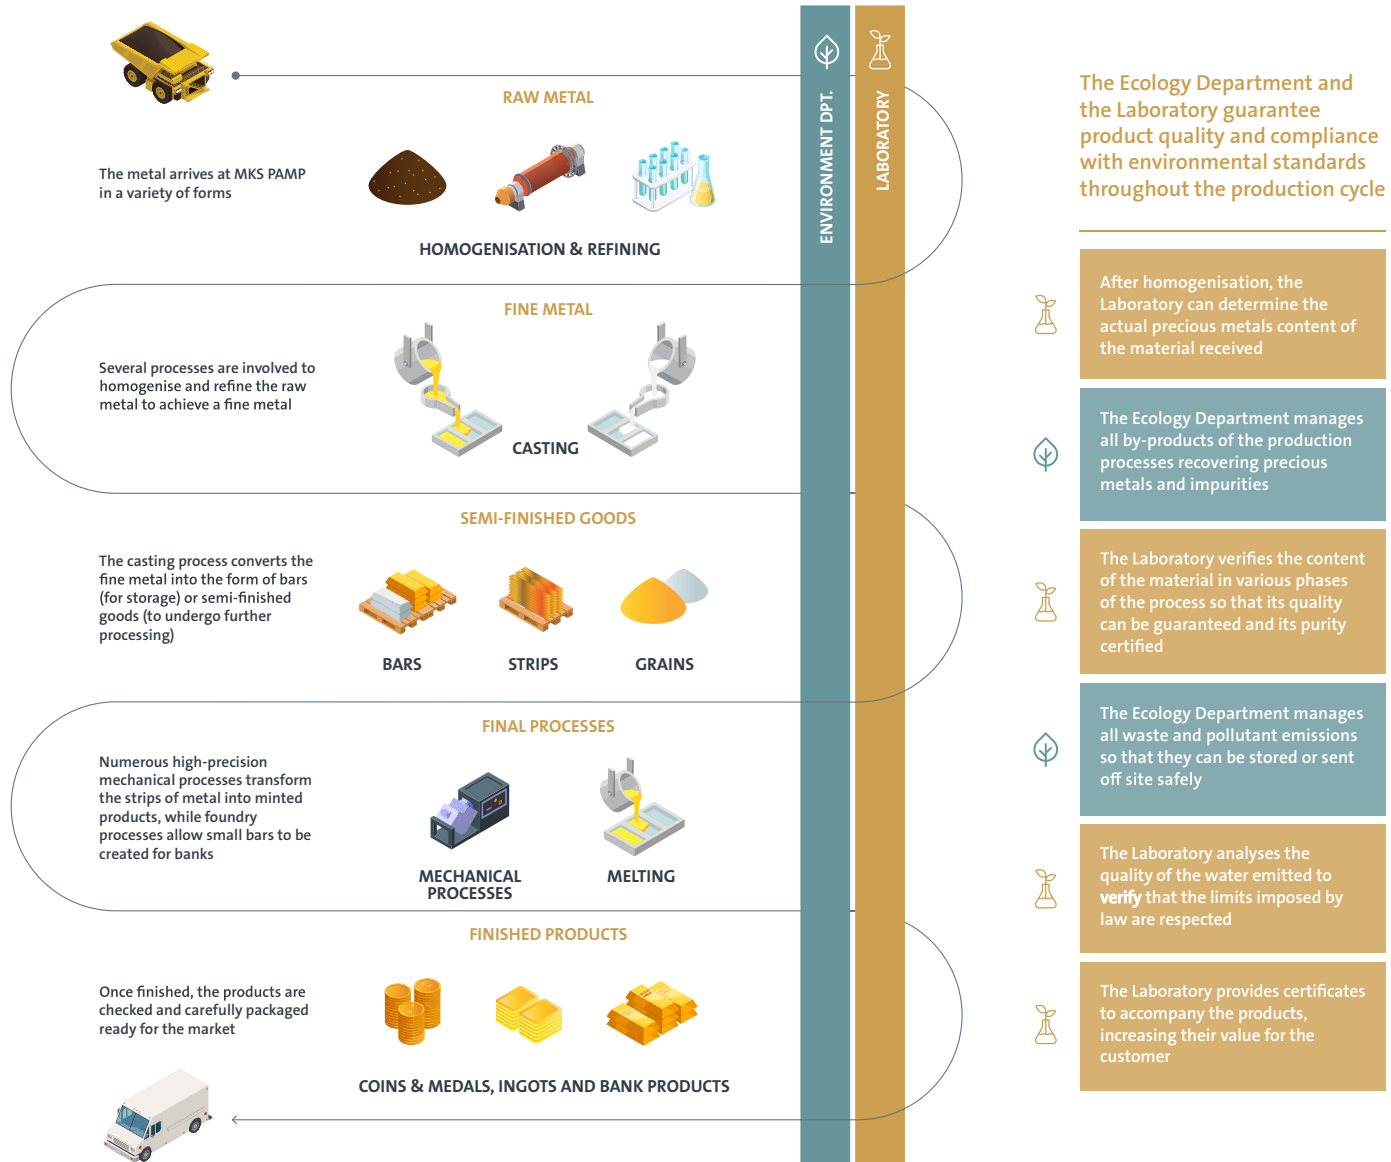 RAW METAL
The metal arrives at MKS PAMP
in a variety of forms
HOMOGENISATION & REFINING
FINE METAL
Several processes are involved to
homogenise and refine the raw
metal to achieve a fine metal
CASTING
SEMI-FINISHED GOODS
The casting process converts the
fine metal into the form of bars
(for storage) or semi-finished
goods (to undergo further
processing)
BARS
STRIPS
GRAINS
FINAL PROCESSES
Numerous high-precision
mechanical processes transform
the strips of metal into minted
products, while foundry
processes allow small bars to be
created for banks
MECHANICAL
PROCESSES
MELTING
FINISHED PRODUCTS
Once finished, the products are
checked and carefully packaged
ready for the market
COINS & MEDALS, INGOTS AND BANK PRODUCTS
ENVIRONMENT DPT.
LABORATORY
The Ecology Department and
the Laboratory guarantee
product quality and compliance
with environmental standards
throughout the production cycle
After homogenisation, the
Laboratory can determine the
actual precious metals content of
the material received
The Ecology Department manages
all by-products of the production
processes recovering precious
metals and impurities
The Laboratory verifies the content
of the material in various phases
of the process so that its quality
can be guaranteed and its purity
certified
The Ecology Department manages
all waste and pollutant emissions
so that they can be stored or sent
off site safely
The Laboratory analyses the
quality of the water emitted to
verify that the limits imposed by
law are respected
The Laboratory provides certificates
to accompany the products,
increasing their value for the
customer